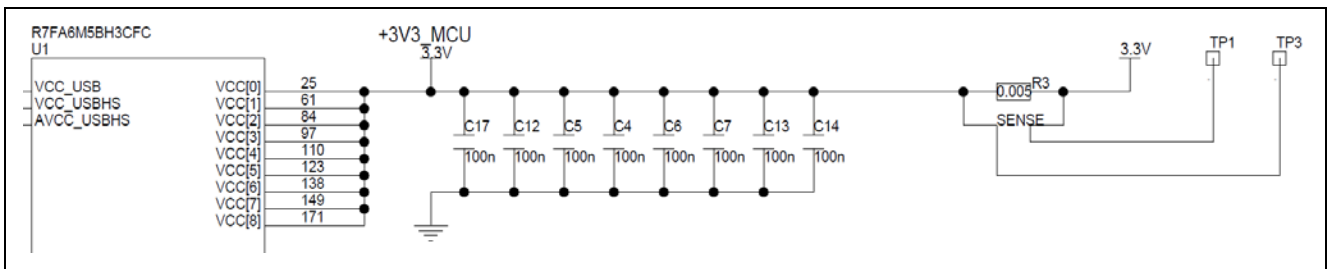 R7FA6M5BH3CFC
U1
+3V3_MCU
3.3V
3.3V
TP1
TP3
VCC_USB
VCC_USBHS
AVCC_USBHS
VCC[0] 25
VCC[1] 61
VCC[2] 84
VCC[3] 97
VCC[4] 110
VCC[5] 123
VCC[6] 138
VCC[7] 149
VCC[8] 171
0.005 R3
SENSE
C17 C12 C5 C4 C6 C7 C13 C14
100n 100n 100n 100n 100n 100n 100n 100n